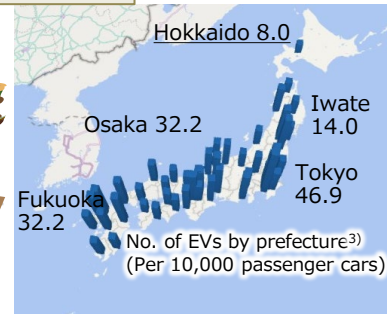 Hokkaido 8.0
Iwate
14.0
Osaka 32.2
Tokyo
46.9
Fukuoka
32.2
No. of EVs by prefecture3)
(Per 10,000 passenger cars)